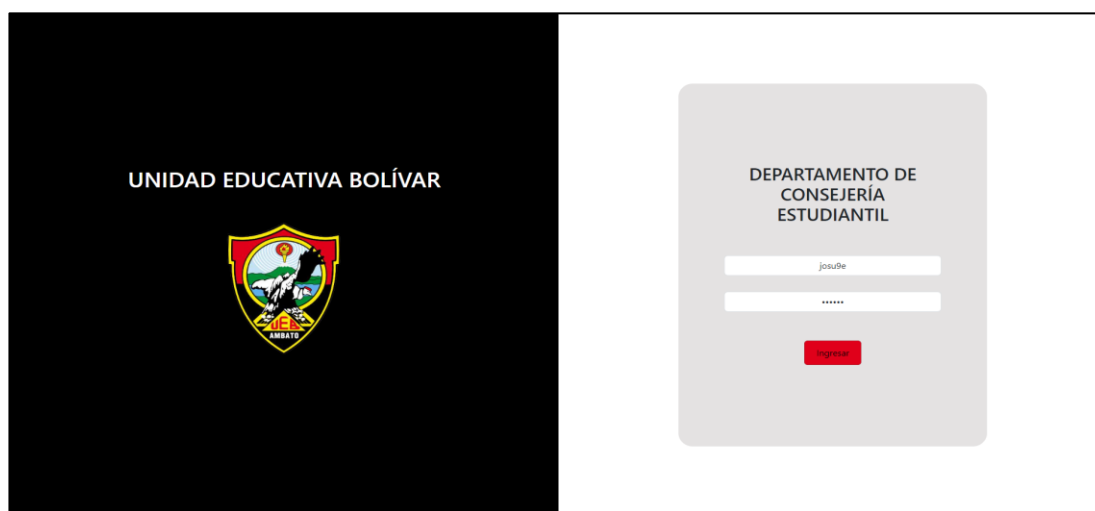 UNIDAD EDUCATIVA BOLÍVAR
UEB
AMBATO
DEPARTAMENTO DE
CONSEJERÍA
ESTUDIANTIL
josu9e
••••••
Ingresar